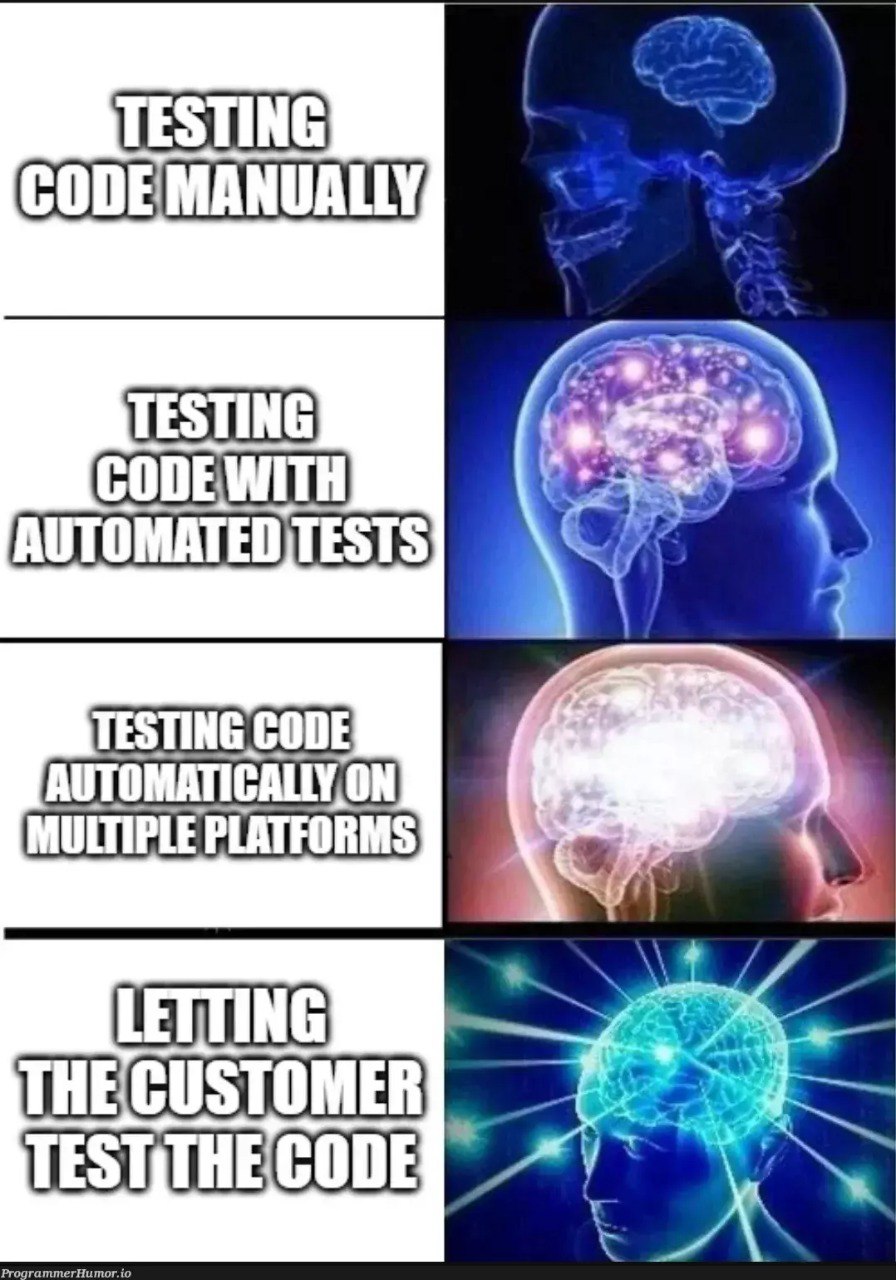 TESTING
CODE MANUALLY
TESTING
CODE WITH
AUTOMATED TESTS
TESTING CODE
AUTOMATICALLY ON
MULTIPLE PLATFORMS
LETTING
THE CUSTOMER
TEST THE CODE
ProgrammerHumor.io